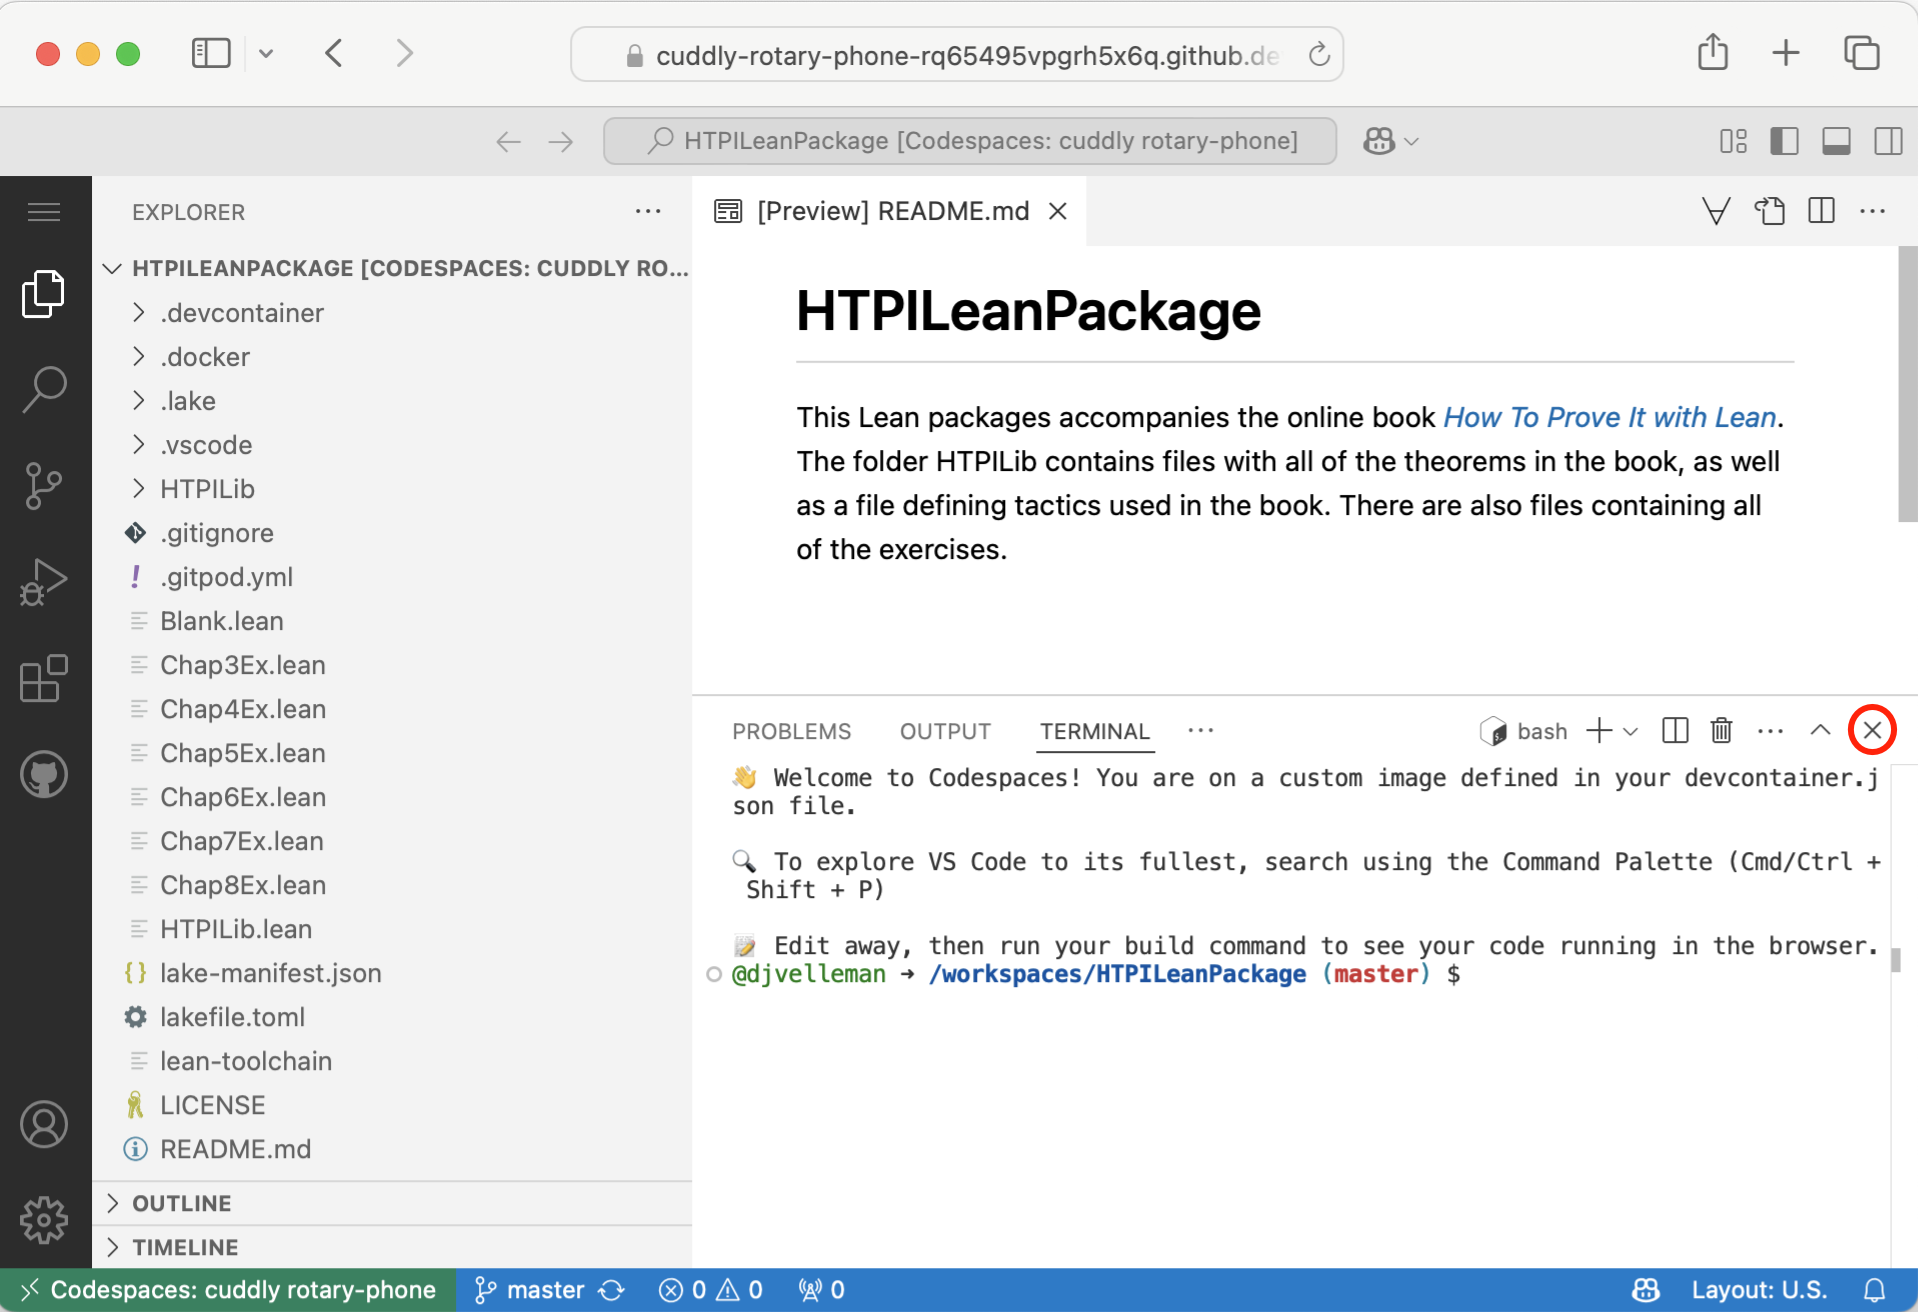 cuddly-rotary-phone-rq65495vpgrh5x6q.github.de
HTPILeanPackage [Codespaces: cuddly rotary-phone]
EXPLORER
HTPILEANPACKAGE [CODESPACES: CUDDLY RO...
.devcontainer
.docker
.lake
.vscode
HTPILib
.gitignore
.gitpod.yml
Blank.lean
Chap3Ex.lean
Chap4Ex.lean
Chap5Ex.lean
Chap6Ex.lean
Chap7Ex.lean
Chap8Ex.lean
HTPILib.lean
lake-manifest.json
lakefile.toml
lean-toolchain
LICENSE
README.md
OUTLINE
TIMELINE
[Preview] README.md
HTPILeanPackage
This Lean packages accompanies the online book How To Prove It with Lean.
The folder HTPILib contains files with all of the theorems in the book, as well
as a file defining tactics used in the book. There are also files containing all
of the exercises.
PROBLEMS OUTPUT TERMINAL ··· bash
👋 Welcome to Codespaces! You are on a custom image defined in your devcontainer.j
son file.
🔍 To explore VS Code to its fullest, search using the Command Palette (Cmd/Ctrl +
Shift + P)
📝 Edit away, then run your build command to see your code running in the browser.
@djvelleman ➜ /workspaces/HTPILeanPackage (master) $
Codespaces: cuddly rotary-phone master 0 0 0 Layout: U.S.